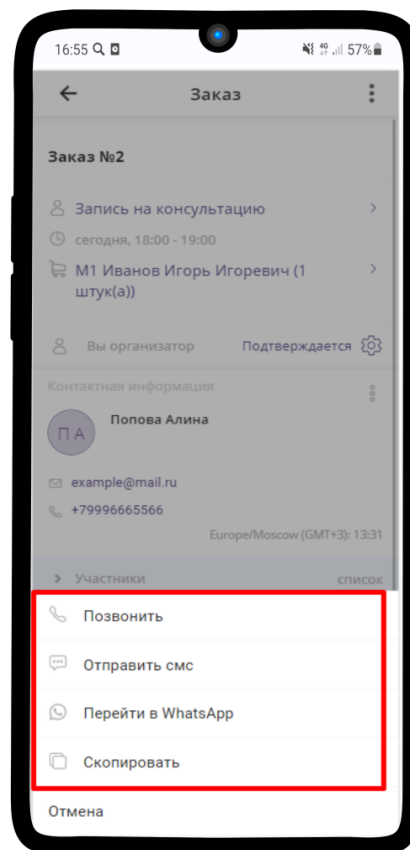 16:55 4G 57%
Заказ
Заказ №2
Запись на консультацию
сегодня, 18:00 - 19:00
М1 Иванов Игорь Игоревич (1
штук(а))
Вы организатор Подтверждается
Контактная информация
П А Попова Алина
example@mail.ru
+79996665566
Europe/Moscow (GMT+3): 13:31
Участники список
Позвонить
Отправить смс
Перейти в WhatsApp
Скопировать
Отмена